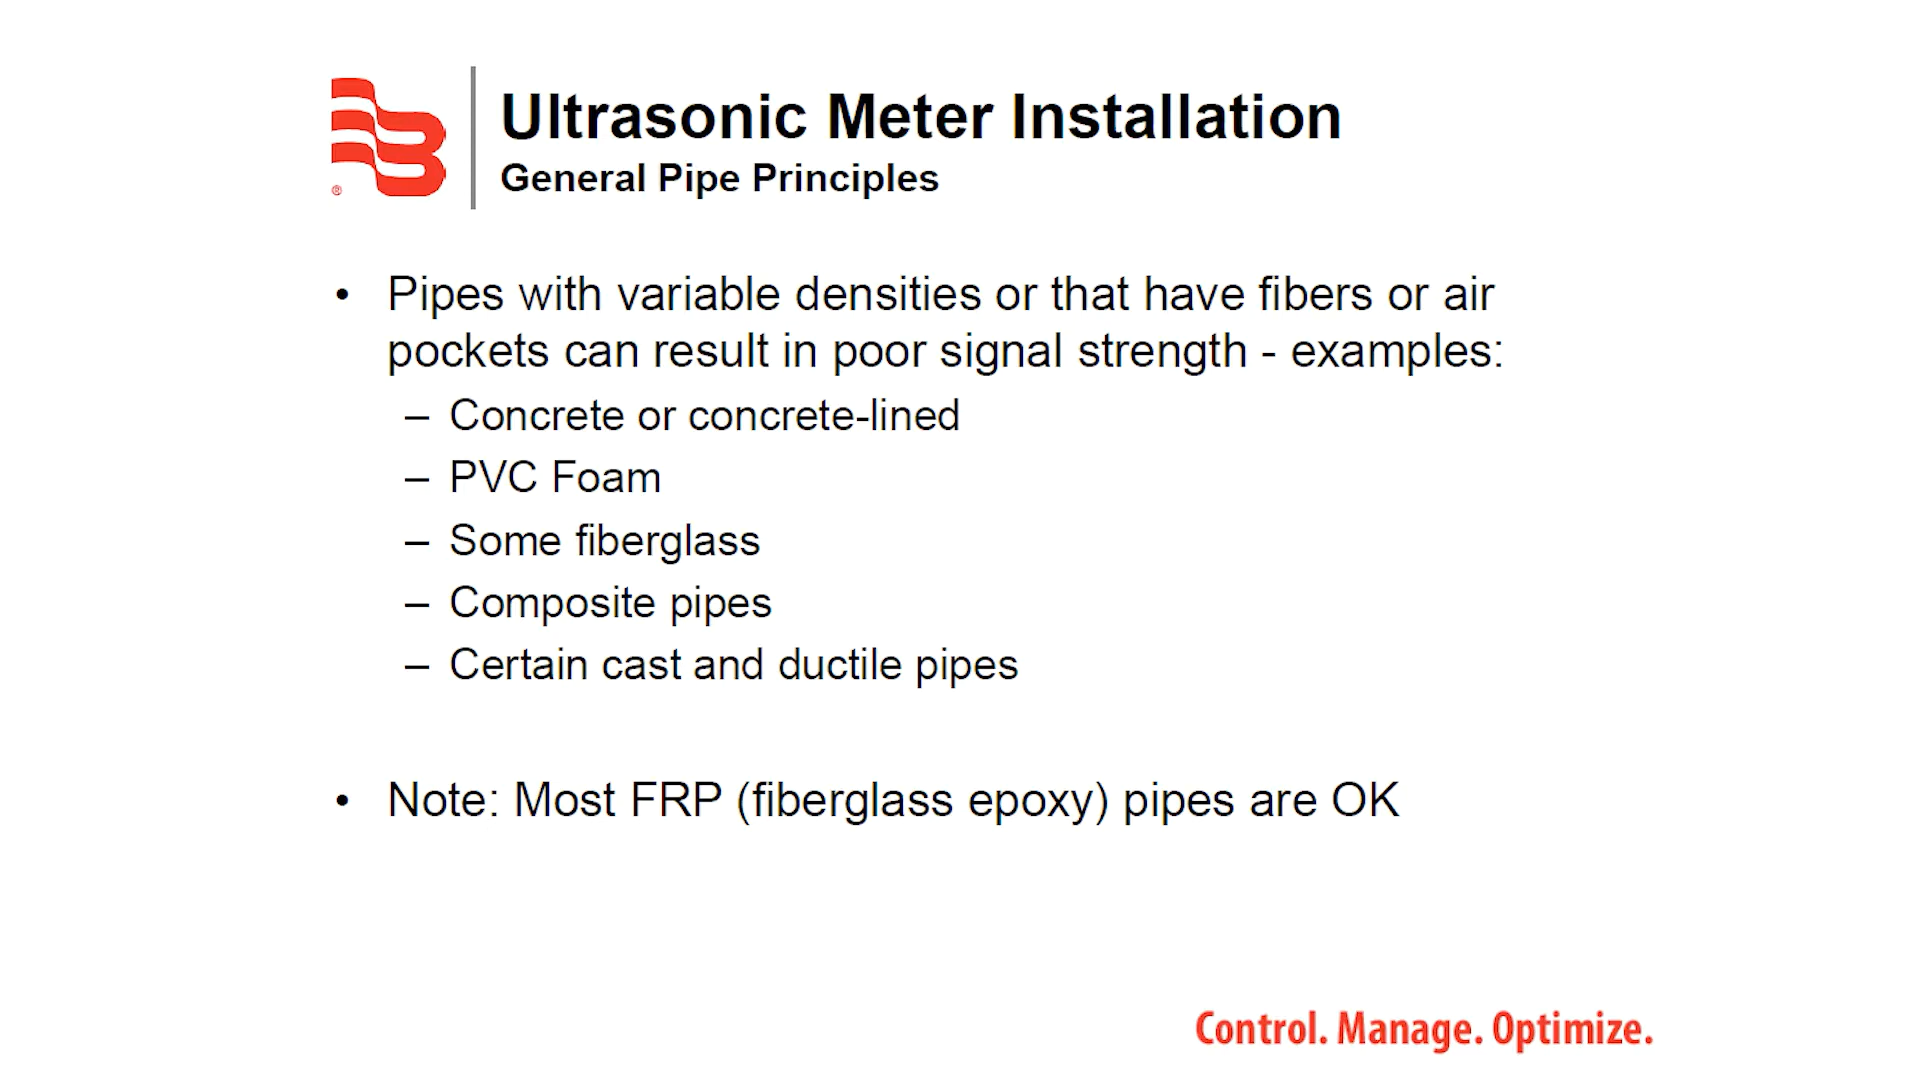 Ultrasonic Meter Installation
General Pipe Principles
®
• Pipes with variable densities or that have fibers or air
pockets can result in poor signal strength - examples:
– Concrete or concrete-lined
– PVC Foam
– Some fiberglass
– Composite pipes
– Certain cast and ductile pipes
• Note: Most FRP (fiberglass epoxy) pipes are OK
Control. Manage. Optimize.